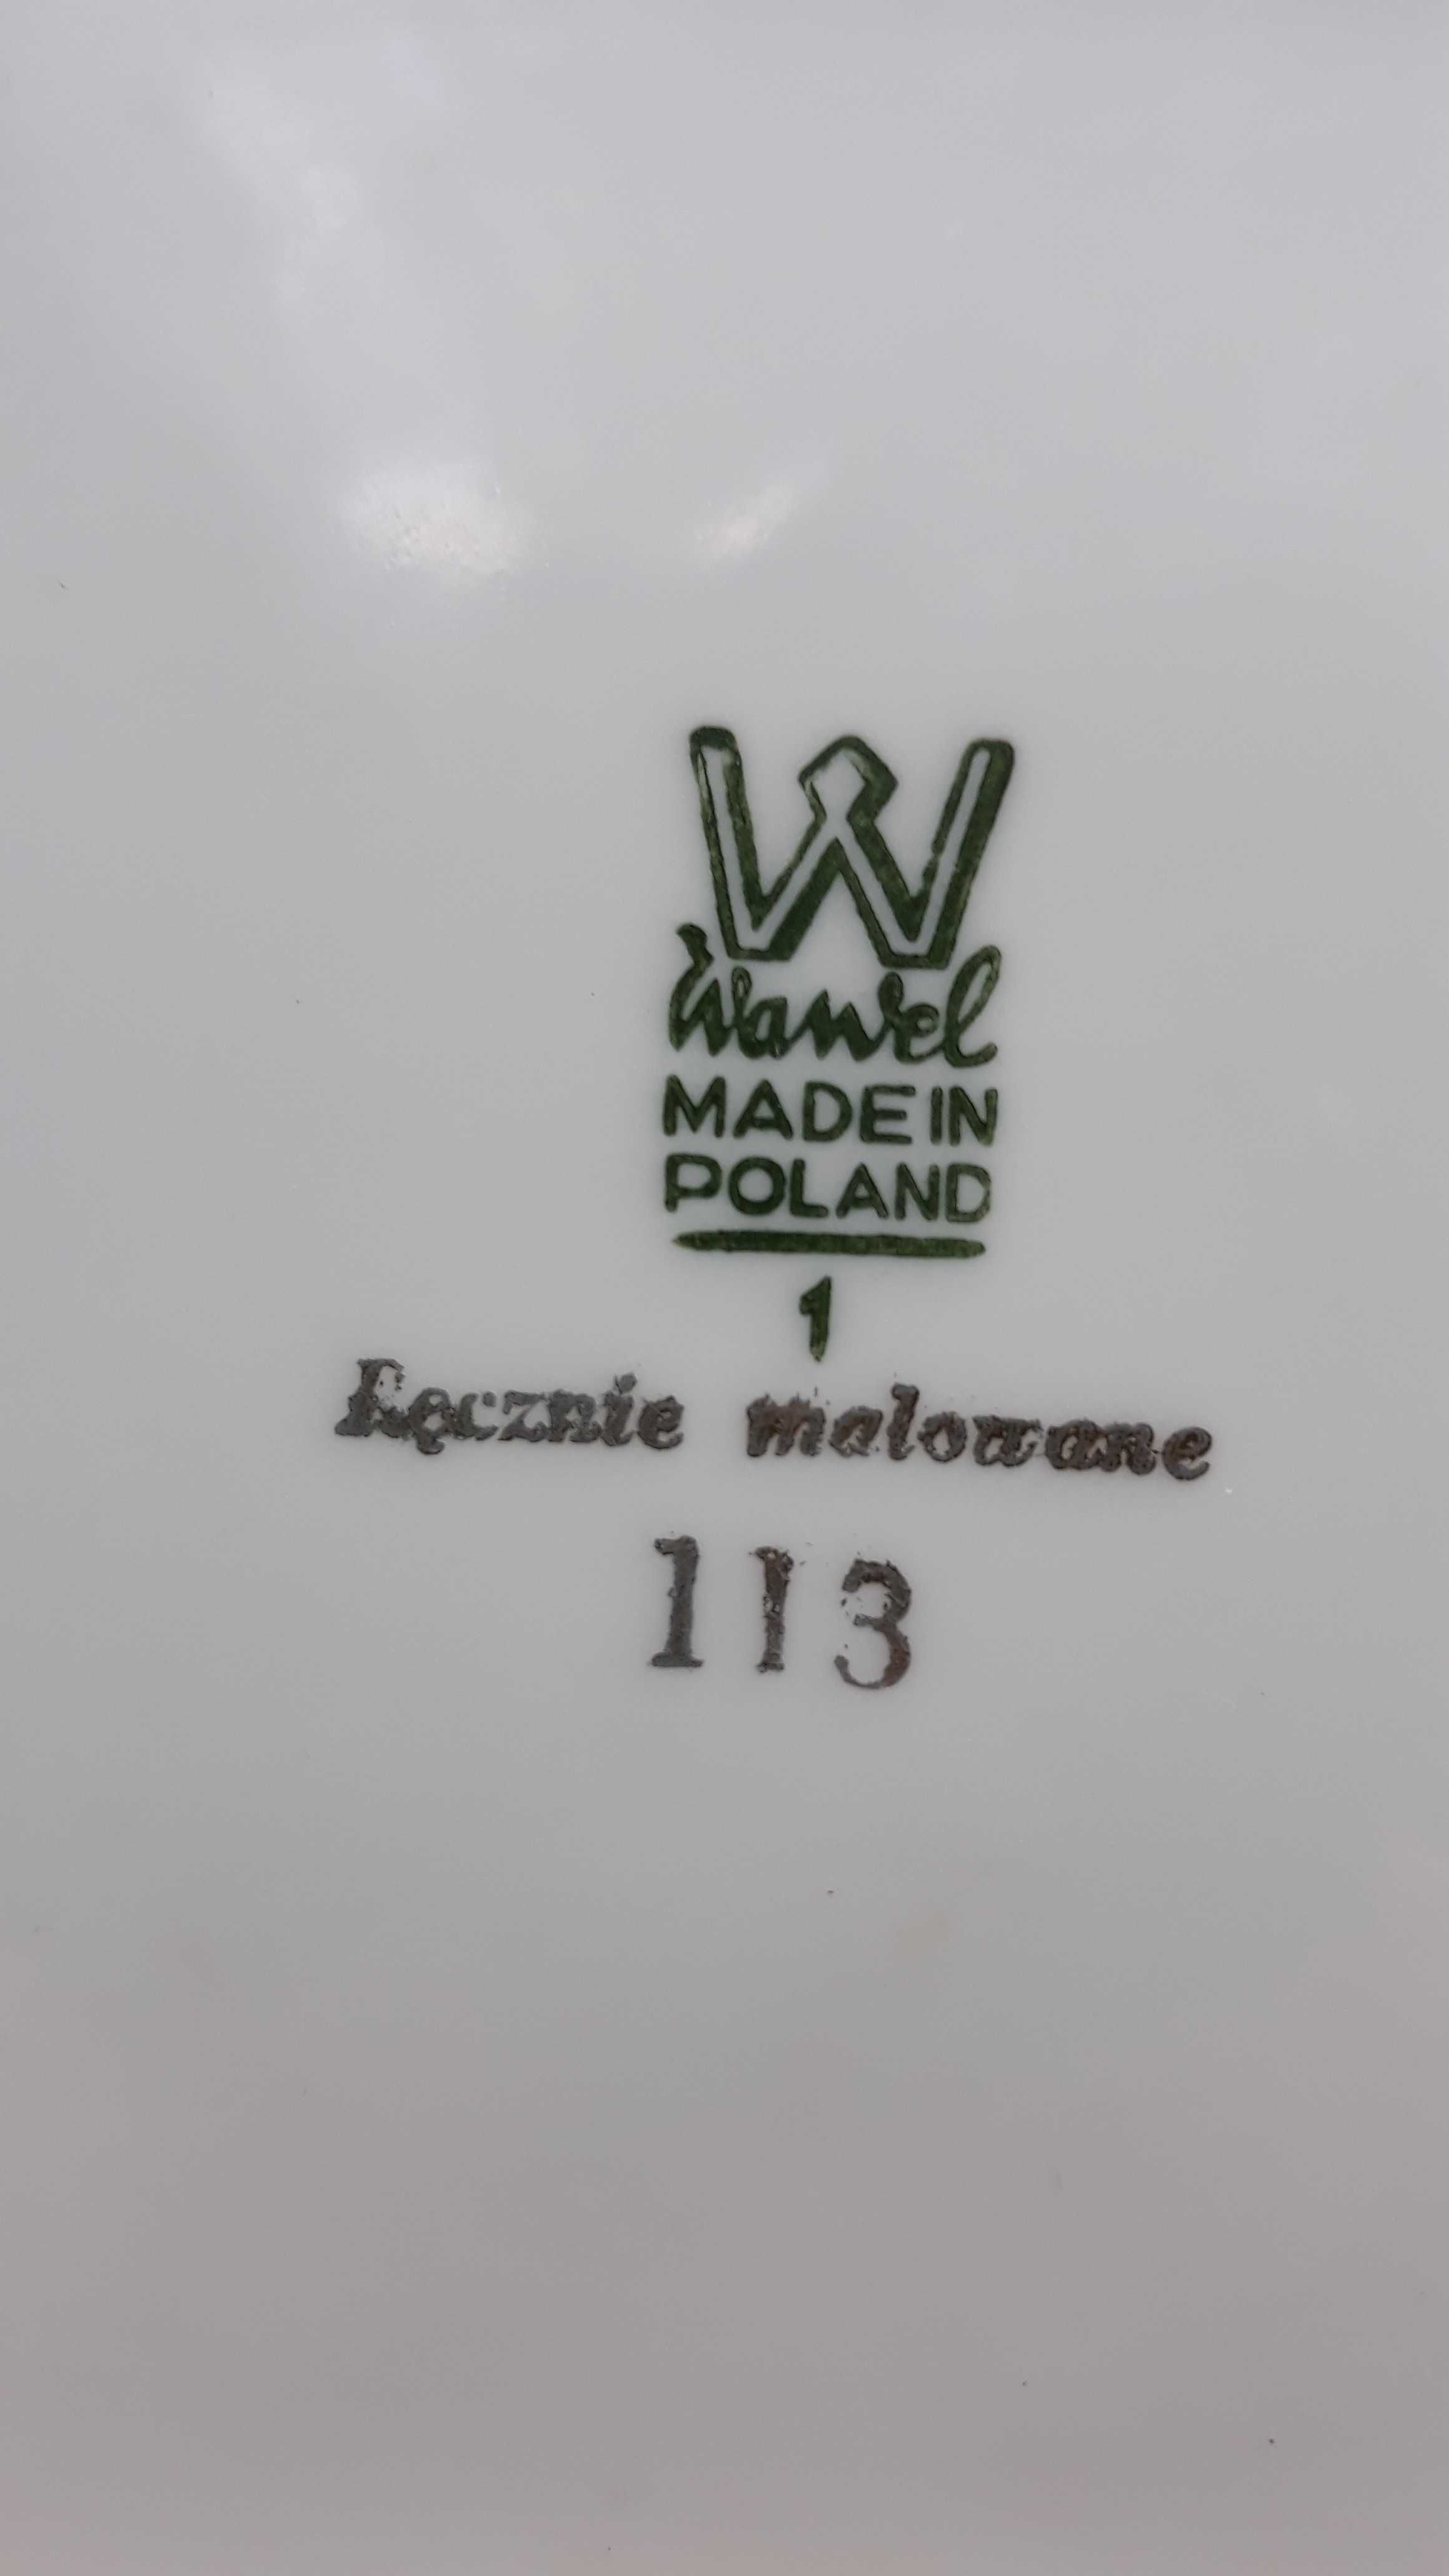 W
Wawel
MADE IN
POLAND
1
Ręcznie malowane
113